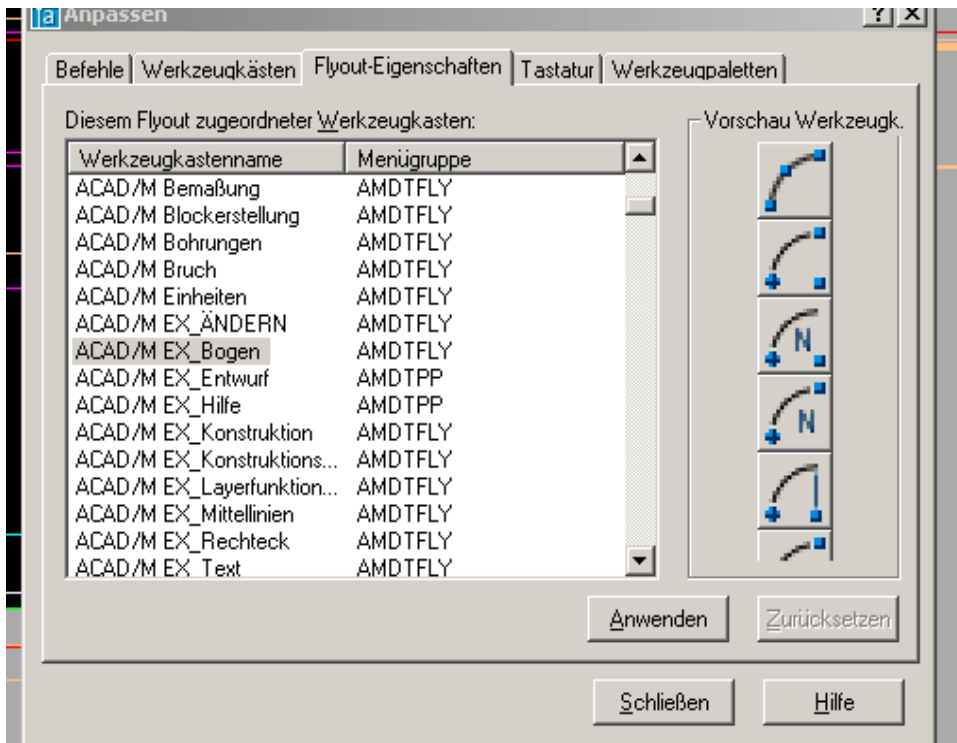 Anpassen
Befehle Werkzeugkästen Flyout-Eigenschaften Tastatur Werkzeugpaletten
Diesem Flyout zugeordneter Werkzeugkasten: Vorschau Werkzeugk.
Werkzeugkastenname Menügruppe
ACAD/M Bemaßung AMDTFLY
ACAD/M Blockerstellung AMDTFLY
ACAD/M Bohrungen AMDTFLY
ACAD/M Bruch AMDTFLY
ACAD/M Einheiten AMDTFLY
ACAD/M EX_ÄNDERN AMDTFLY
ACAD/M EX_Bogen AMDTFLY
ACAD/M EX_Entwurf AMDTPP
ACAD/M EX_Hilfe AMDTPP
ACAD/M EX_Konstruktion AMDTFLY
ACAD/M EX_Konstruktions... AMDTFLY
ACAD/M EX_Layerfunktion... AMDTFLY
ACAD/M EX_Mittellinien AMDTFLY
ACAD/M EX_Rechteck AMDTFLY
ACAD/M EX_Text AMDTFLY
N
N
Anwenden Zurücksetzen
Schließen Hilfe